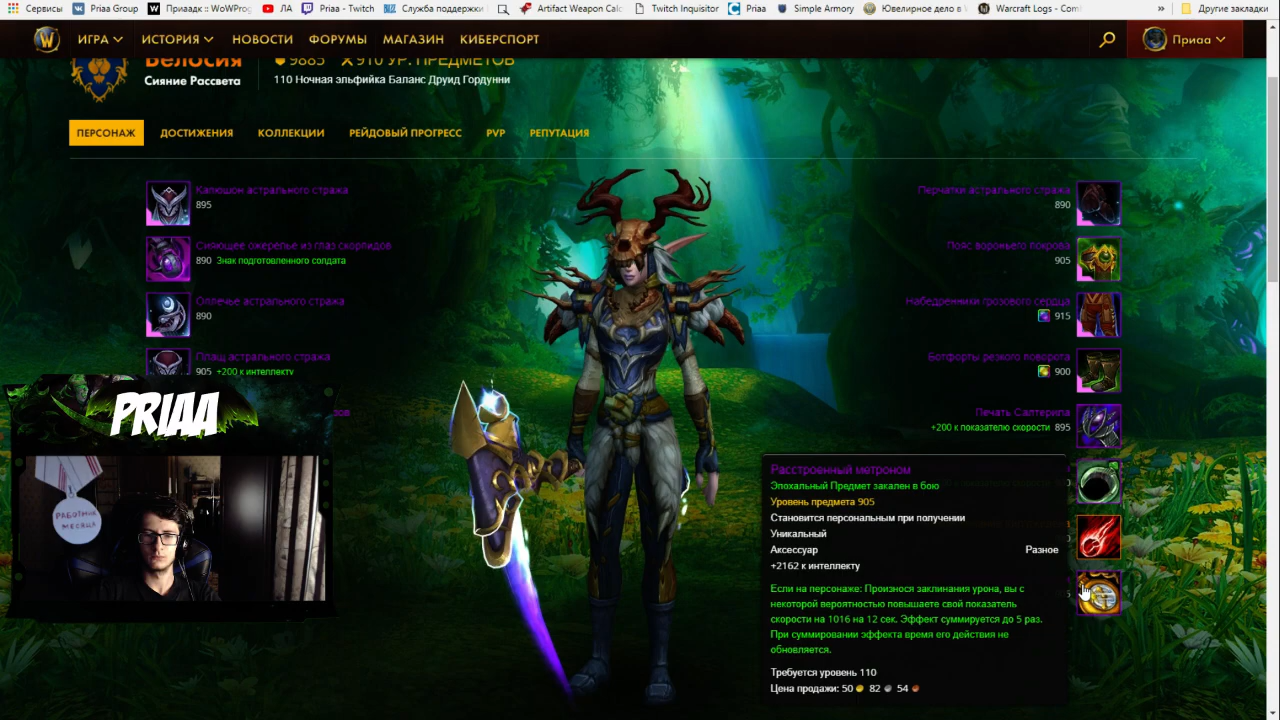 Сервисы Priaa Group Приаадк :: WoWProg ЛА Priaa - Twitch Служба поддержки Artifact Weapon Calc Twitch Inquisitor Priaa Simple Armory Ювелирное дело в Warcraft Logs - Comb » Другие закладки
ИГРА ИСТОРИЯ НОВОСТИ ФОРУМЫ МАГАЗИН КИБЕРСПОРТ Приаа
Белосия 9885 910 УР. ПРЕДМЕТОВ
Сияние Рассвета 110 Ночная эльфийка Баланс Друид Гордунни
ПЕРСОНАЖ ДОСТИЖЕНИЯ КОЛЛЕКЦИИ РЕЙДОВЫЙ ПРОГРЕСС PVP РЕПУТАЦИЯ
Капюшон астрального стража
895
Сияющее ожерелье из глаз скорпидов
890 Знак подготовленного солдата
Оплечье астрального стража
890
Плащ астрального стража
905 +200 к интеллекту
Перчатки астрального стража
890
Пояс вороньего покрова
905
Набедренники грозового сердца
915
Ботфорты резкого поворота
900
Печать Салтерила
+200 к показателю скорости 895
PRIAA
РАБОТНИК
МЕСЯЦА
Расстроенный метроном
Эпохальный Предмет закален в бою
Уровень предмета 905
Становится персональным при получении
Уникальный
Аксессуар Разное
+2162 к интеллекту
Если на персонаже: Произнося заклинания урона, вы с
некоторой вероятностью повышаете свой показатель
скорости на 1016 на 12 сек. Эффект суммируется до 5 раз.
При суммировании эффекта время его действия не
обновляется.
Требуется уровень 110
Цена продажи: 50 82 54